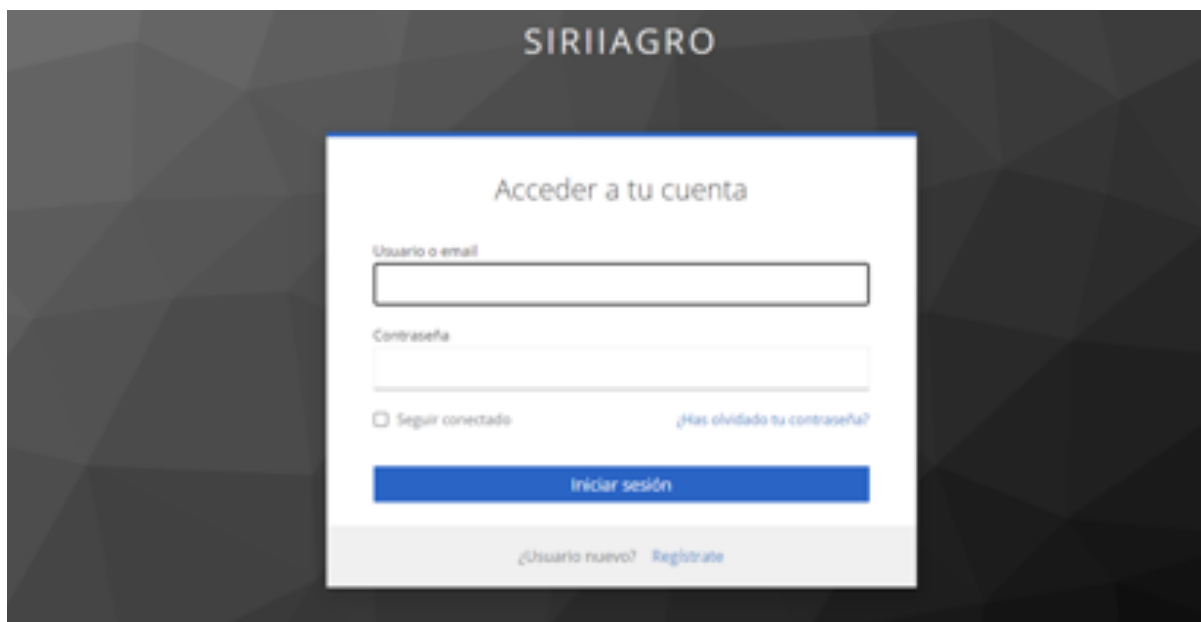 SIRIIAGRO
Acceder a tu cuenta
Usuario o email
Contraseña
Seguir conectado ¿Has olvidado tu contraseña?
Iniciar sesión
¿Usuario nuevo? Regístrate